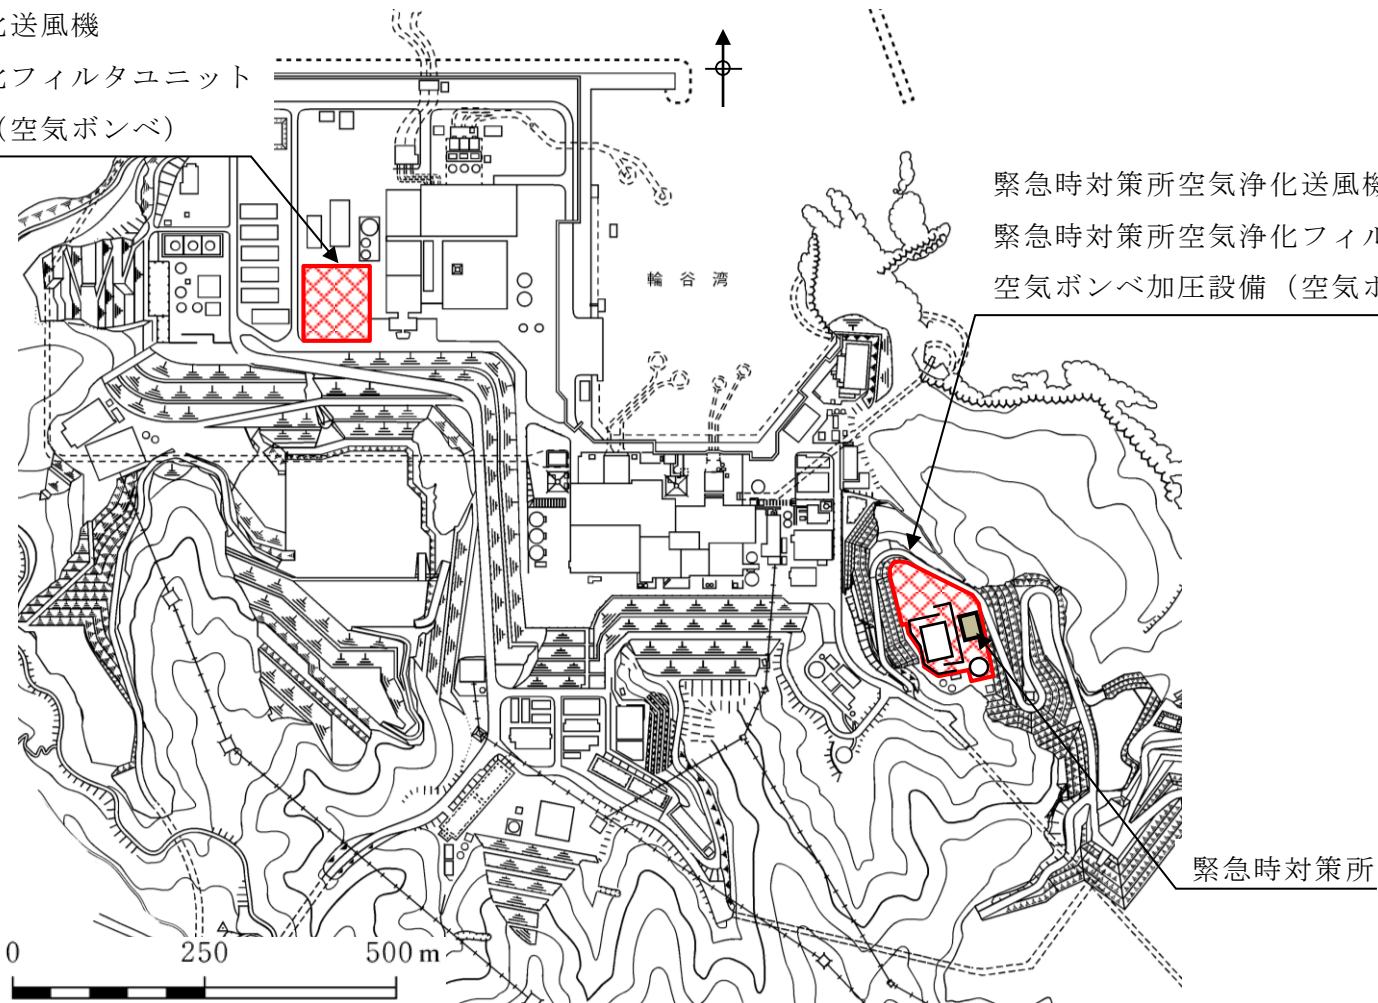 化送風機
化フィルタユニット
（空気ボンベ）
緊急時対策所空気浄化送風機
緊急時対策所空気浄化フィル
空気ボンベ加圧設備（空気ボ
輪谷湾
緊急時対策所
0 250 500 m